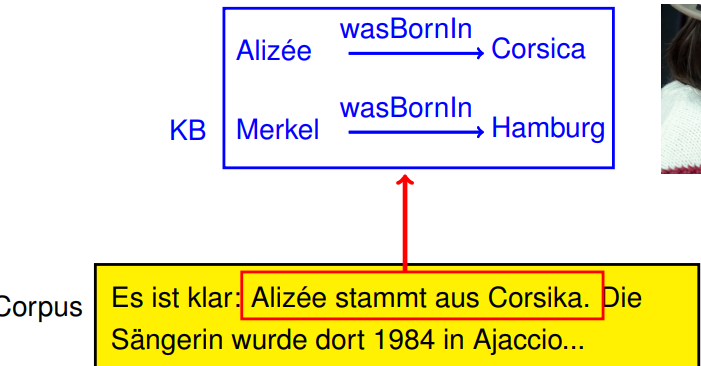 wasBornIn
Alizée Corsica
wasBornIn
KB Merkel Hamburg
Es ist klar: Alizée stammt aus Corsika. Die
Corpus
Sängerin wurde dort 1984 in Ajaccio...